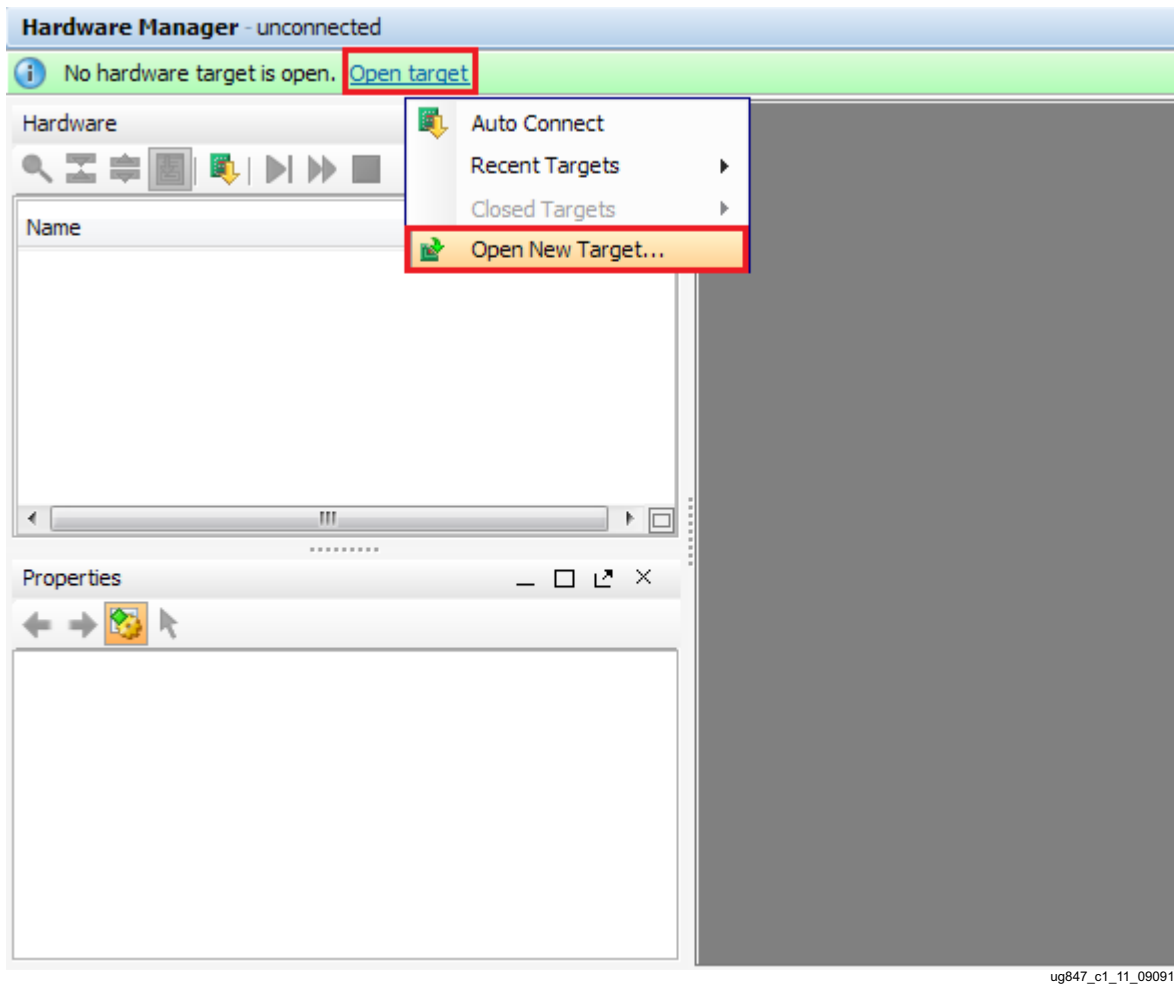 Hardware Manager - unconnected
No hardware target is open. Open target
Hardware
Auto Connect
Recent Targets
Closed Targets
Open New Target...
Name
Properties
ug847_c1_11_09091